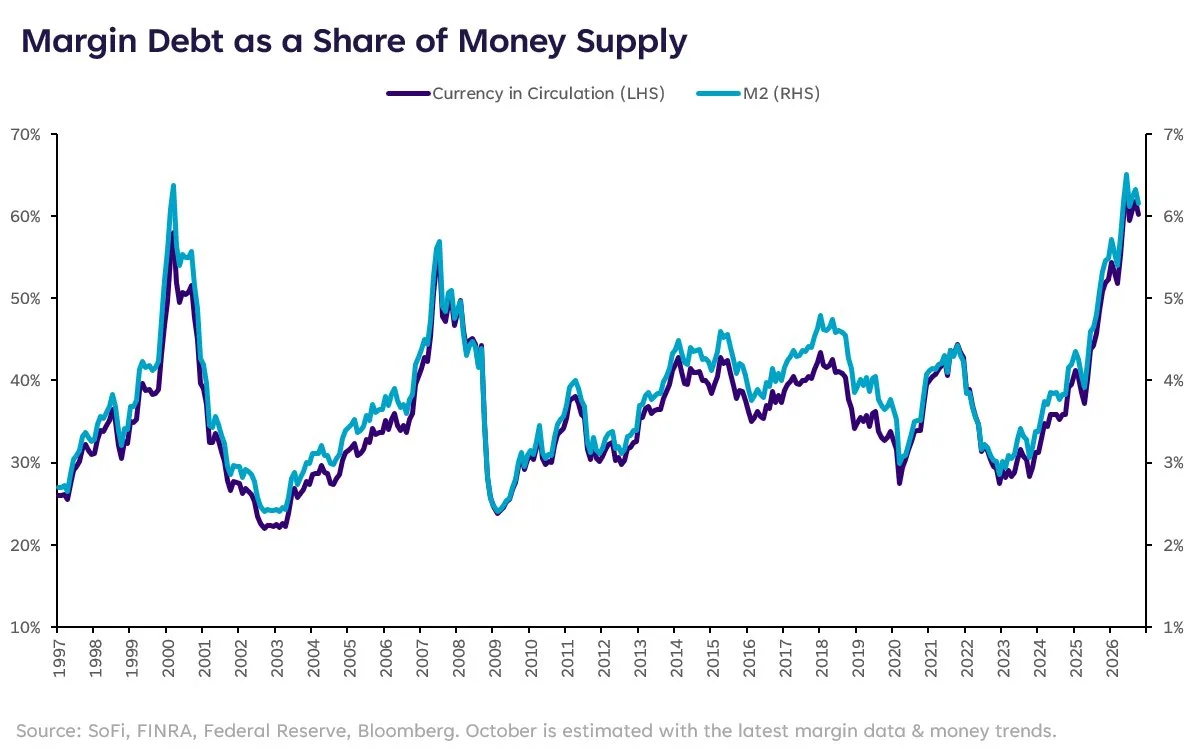 Margin Debt as a Share of Money Supply
Currency in Circulation (LHS) M2 (RHS)
70% 7%
60% 6%
50% 5%
40% 4%
30% 3%
20% 2%
10% 1%
1997 1998 1999 2000 2001 2002 2003 2004 2005 2006 2007 2008 2009 2010 2011 2012 2013 2014 2015 2016 2017 2018 2019 2020 2021 2022 2023 2024 2025 2026
Source: SoFi, FINRA, Federal Reserve, Bloomberg. October is estimated with the latest margin data & money trends.